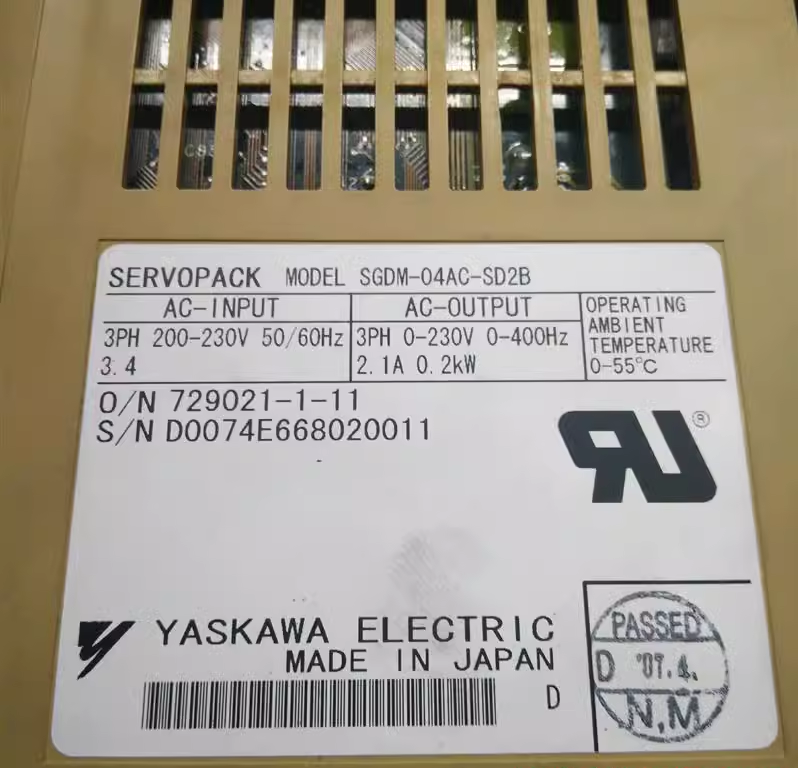 SERVOPACK MODEL SGDM-04AC-SD2B
AC-INPUT AC-OUTPUT OPERATING AMBIENT TEMPERATURE 0-55℃
3PH 200-230V 50/60Hz 3PH 0-230V 0-400Hz
3.4 2.1A 0.2kW
O/N 729021-1-11
S/N D0074E668020011
RU ®
YASKAWA ELECTRIC
MADE IN JAPAN
D
PASSED
D '07.4.
N.M